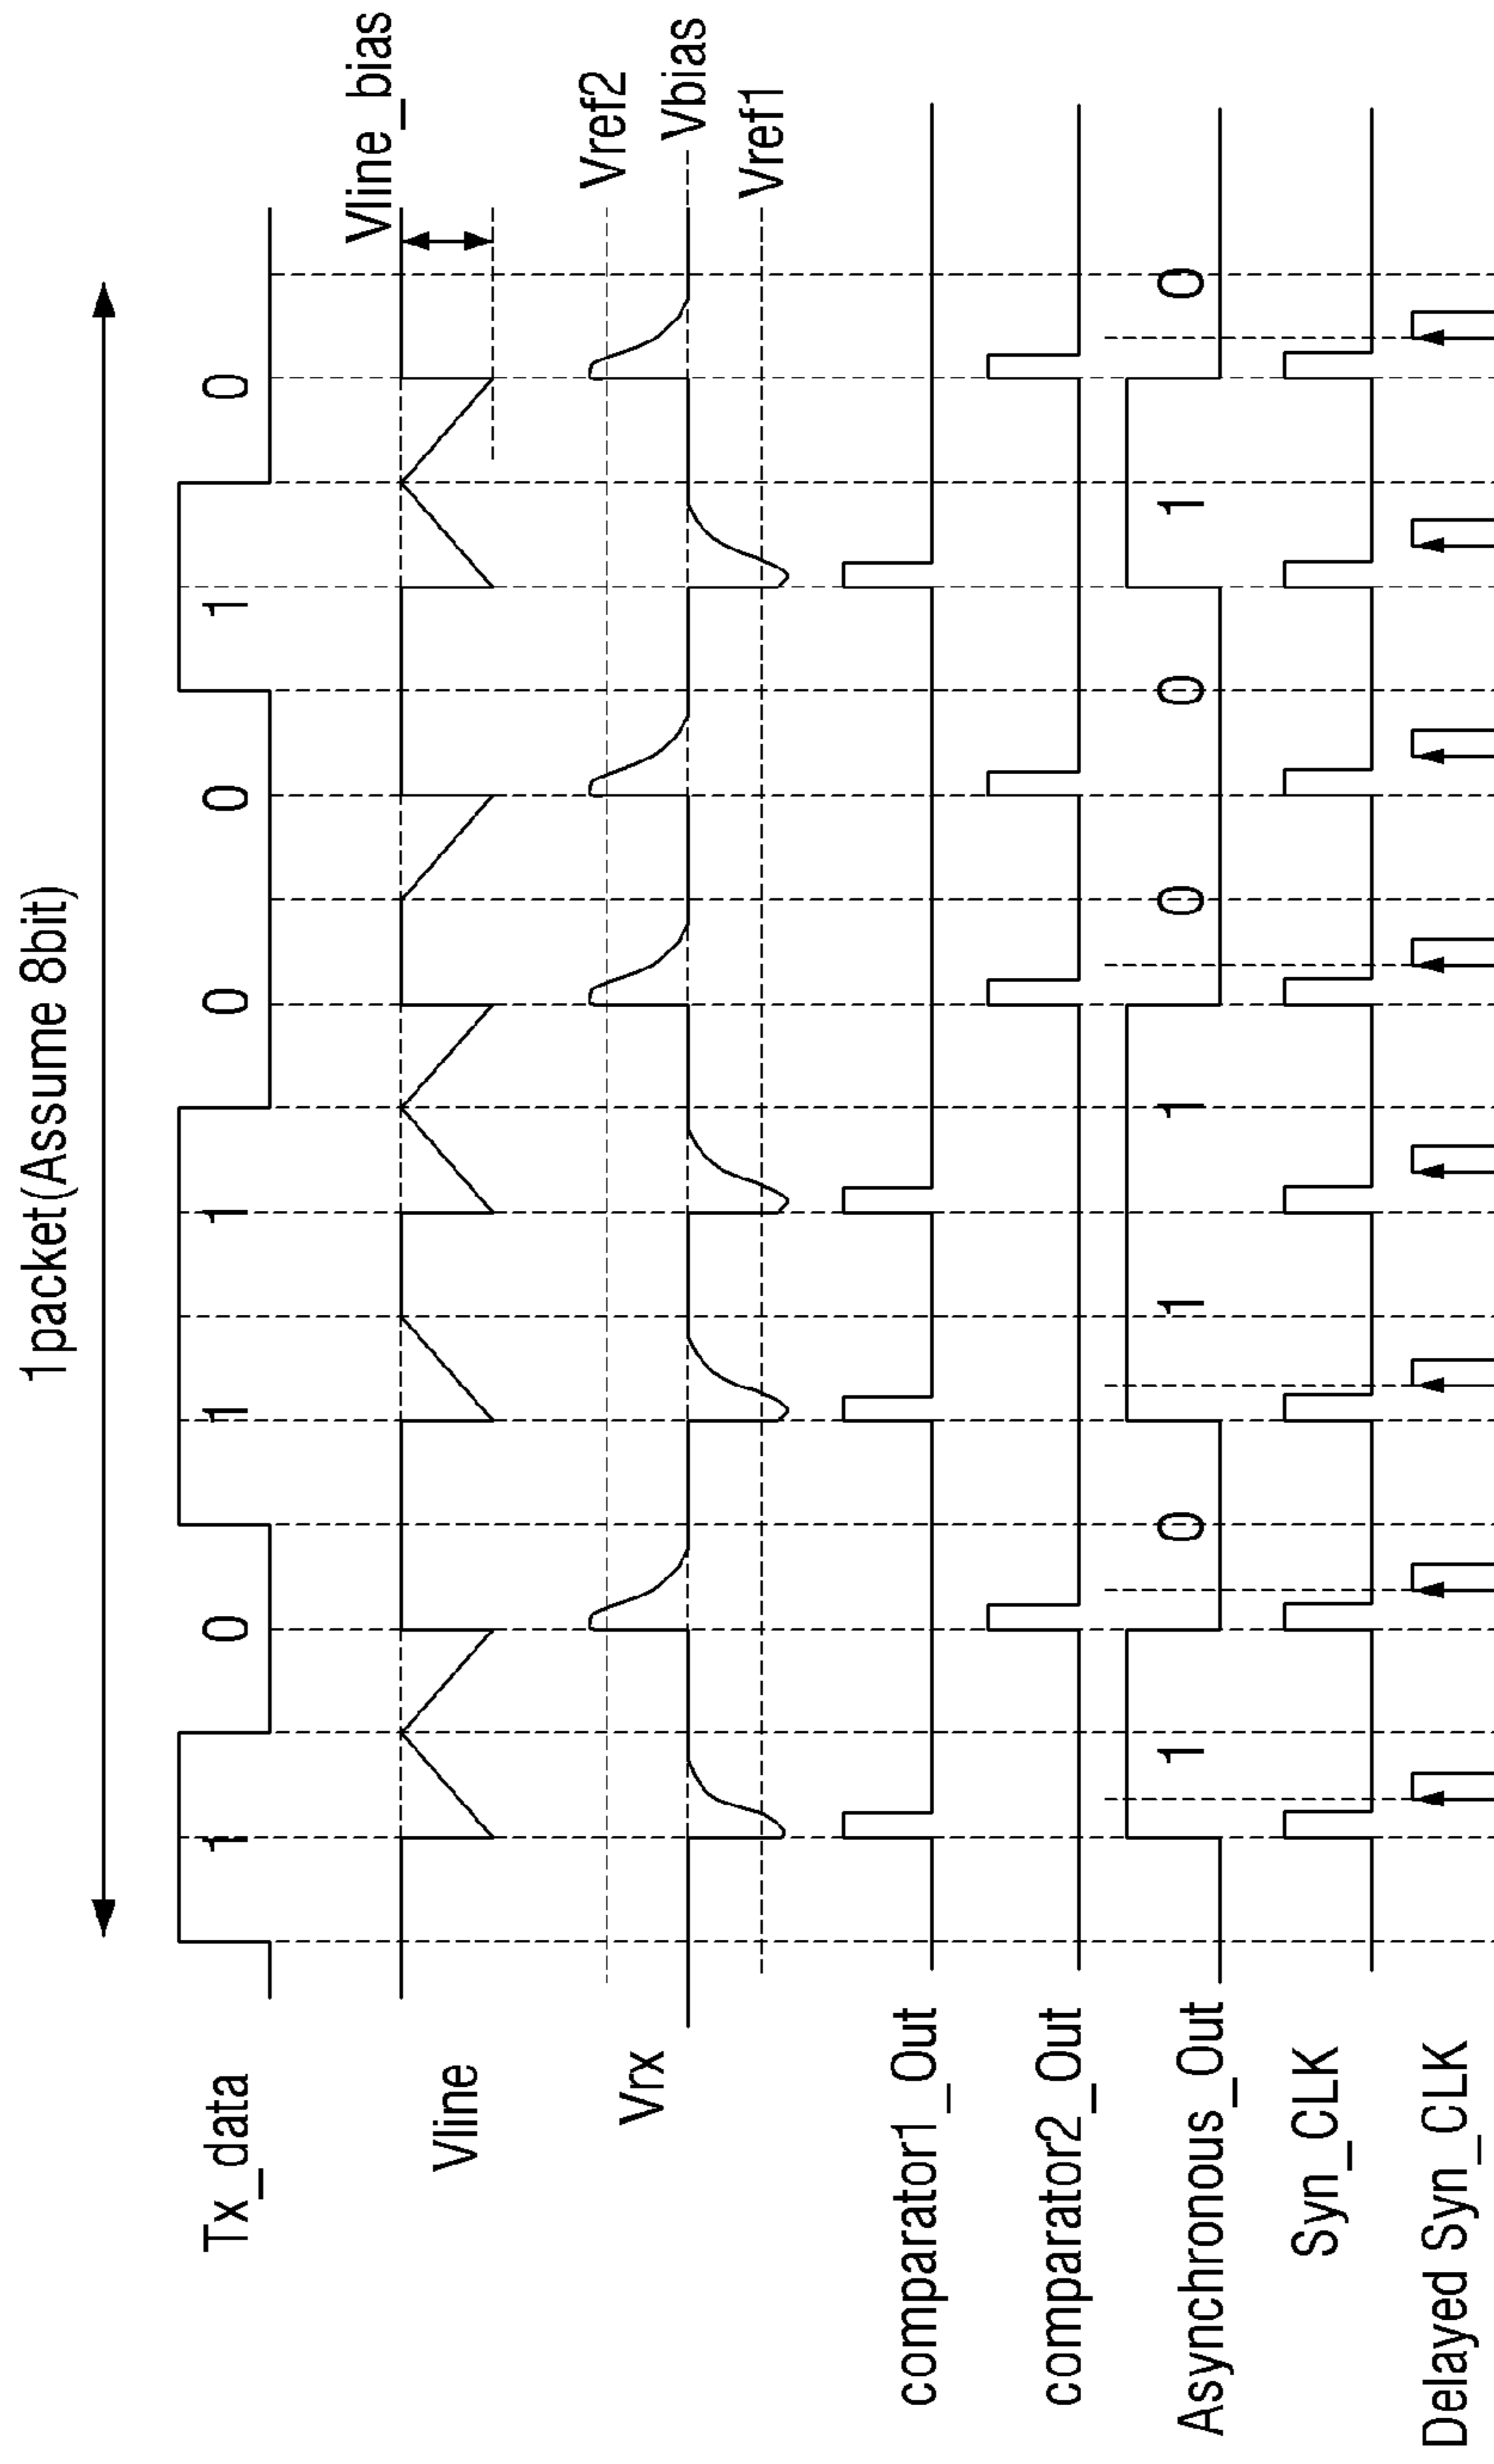 1packet(Assume 8bit)
Tx_data
1 0 1 1 0 0 1 0
Vline
Vline_bias
Vrx
Vref2
Vbias
Vref1
comparator1_Out
comparator2_Out
Asynchronous_Out
1 0 1 1 0 0 1 0
Syn_CLK
Delayed Syn_CLK